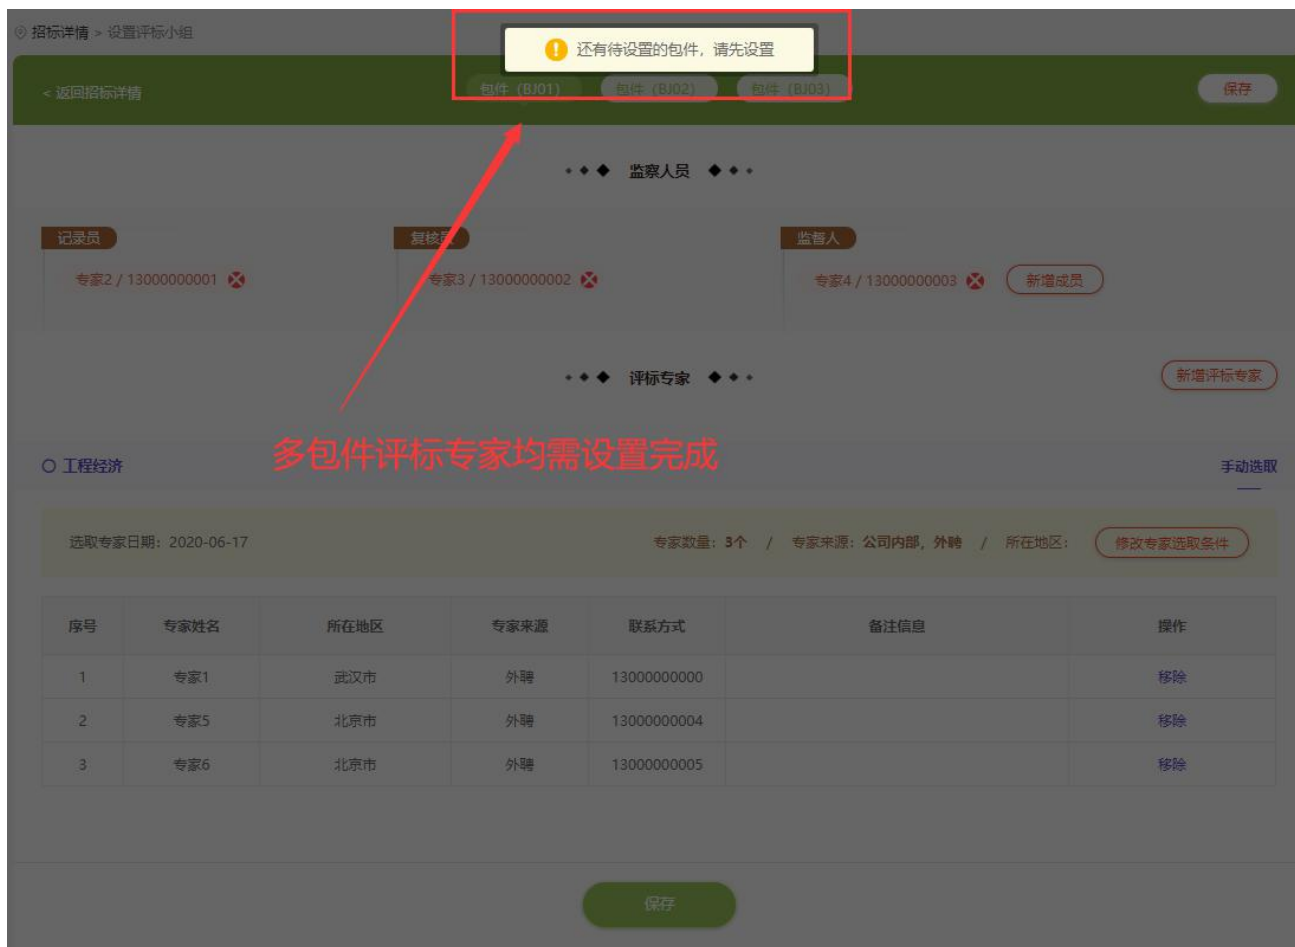 招标详情 > 设置评标小组
还有待设置的包件，请先设置
< 返回招标详情
包件（BJ01）
包件（BJ02）
包件（BJ03）
保存
监察人员
记录员
复核员
监督人
专家2 / 13000000001
专家3 / 13000000002
专家4 / 13000000003
新增成员
评标专家
新增评标专家
多包件评标专家均需设置完成
工程经济
手动选取
选取专家日期：2020-06-17
专家数量：3个 / 专家来源：公司内部，外聘 / 所在地区：
修改专家选取条件
序号 专家姓名 所在地区 专家来源 联系方式 备注信息 操作
1 专家1 武汉市 外聘 13000000000 移除
2 专家5 北京市 外聘 13000000004 移除
3 专家6 北京市 外聘 13000000005 移除
保存